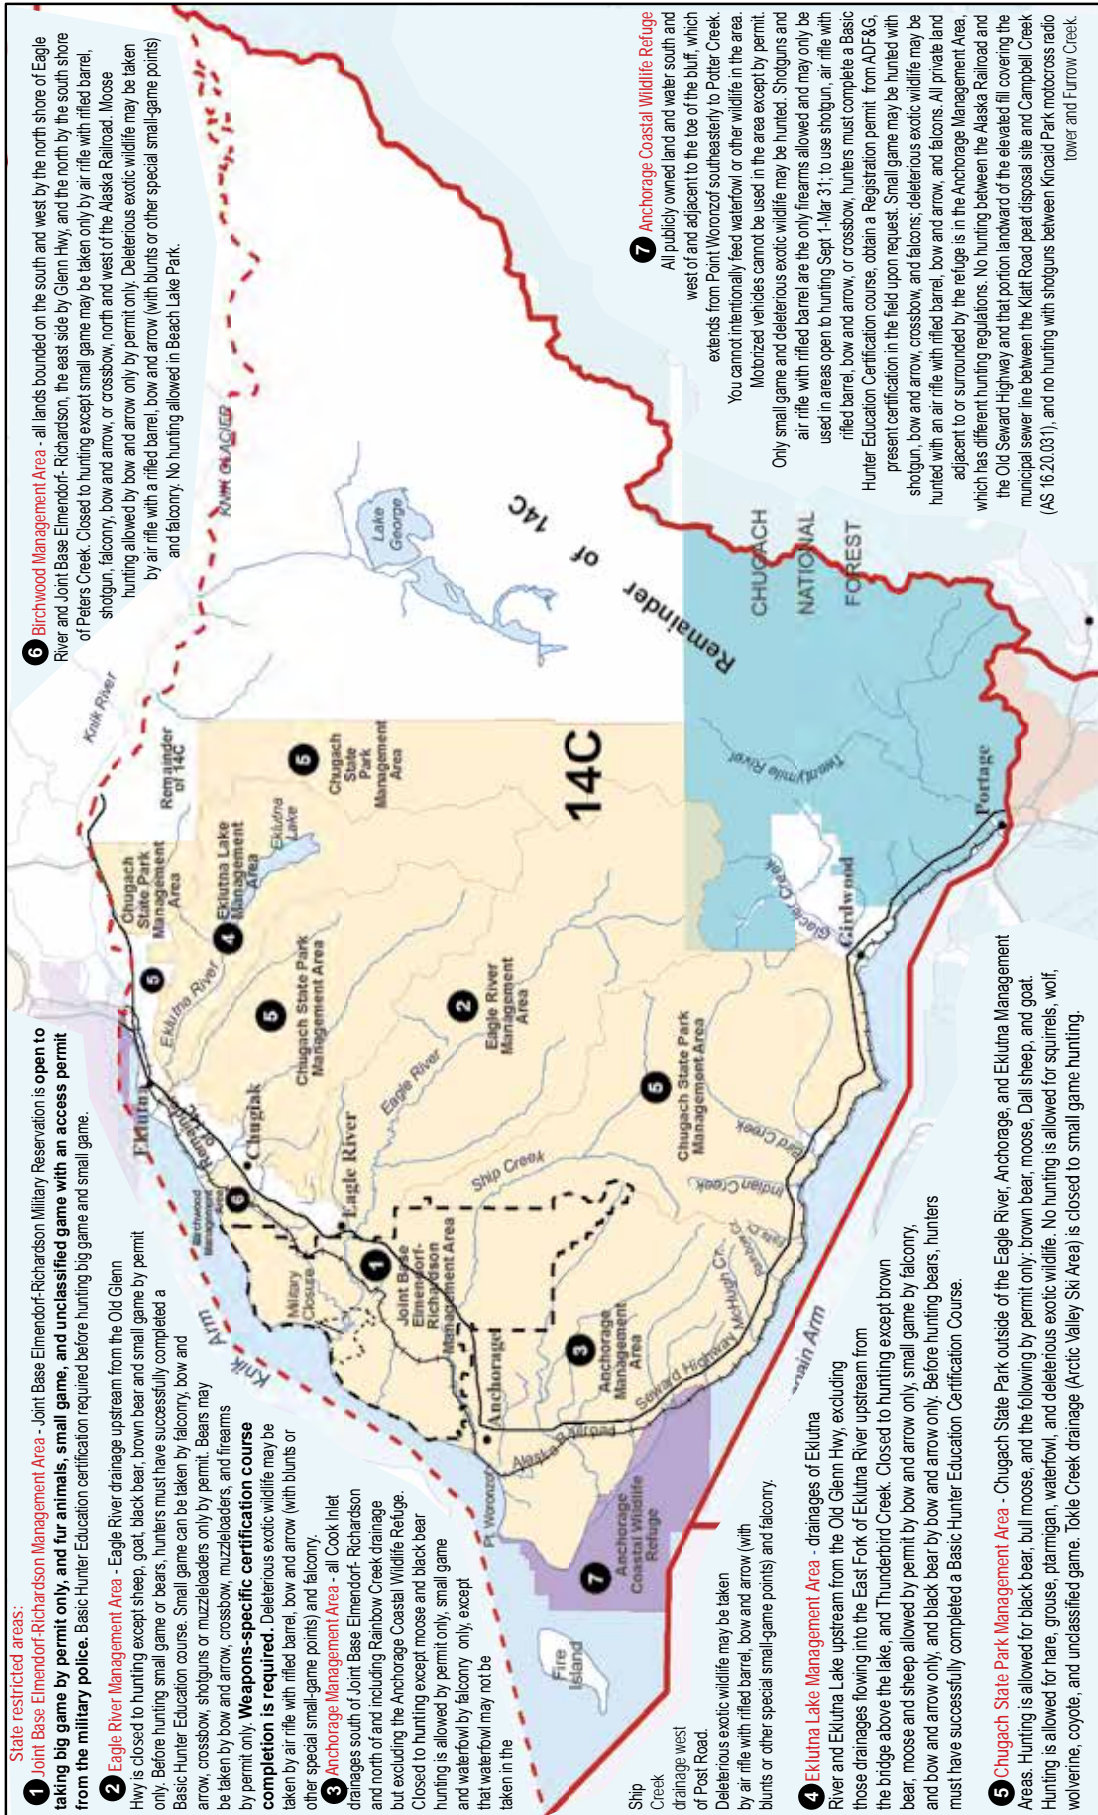 State restricted areas:
1 Joint Base Elmendorf-Richardson Management Area - Joint Base Elmendorf-Richardson Military Reservation is open to
taking big game by permit only, and fur animals, small game, and unclassified game with an access permit
from the military police. Basic Hunter Education certification required before hunting big game and small game.
2 Eagle River Management Area - Eagle River drainage upstream from the Old Glenn
Hwy is closed to hunting except sheep, goat, black bear, brown bear and small game by permit
only. Before hunting small game or bears, hunters must have successfully completed a
Basic Hunter Education course. Small game can be taken by falconry, bow and
arrow, crossbow, shotguns or muzzleloaders only by permit. Bears may
be taken by bow and arrow, crossbow, muzzleloaders, and firearms
by permit only. Weapons-specific certification course
completion is required. Deleterious exotic wildlife may be
taken by air rifle with rifled barrel, bow and arrow (with blunts or
other special small-game points) and falconry.
3 Anchorage Management Area - all Cook Inlet
drainages south of Joint Base Elmendorf- Richardson
and north of and including Rainbow Creek drainage
but excluding the Anchorage Coastal Wildlife Refuge.
Closed to hunting except moose and black bear
hunting is allowed by permit only, small game
and waterfowl by falconry only, except
that waterfowl may not be
taken in the
Ship
Creek
drainage west
of Post Road.
Deleterious exotic wildlife may be taken
by air rifle with rifled barrel, bow and arrow (with
blunts or other special small-game points) and falconry.
4 Eklutna Lake Management Area - drainages of Eklutna
River and Eklutna Lake upstream from the Old Glenn Hwy, excluding
those drainages flowing into the East Fork of Eklutna River upstream from
the bridge above the lake, and Thunderbird Creek. Closed to hunting except brown
bear, moose and sheep allowed by permit by bow and arrow only, small game by falconry,
and bow and arrow only, and black bear by bow and arrow only. Before hunting bears, hunters
must have successfully completed a Basic Hunter Education Certification Course.
5 Chugach State Park Management Area - Chugach State Park outside of the Eagle River, Anchorage, and Eklutna Management
Areas. Hunting is allowed for black bear, bull moose, and the following by permit only: brown bear, moose, Dall sheep, and goat.
Hunting is allowed for hare, grouse, ptarmigan, waterfowl, and deleterious exotic wildlife. No hunting is allowed for squirrels, wolf,
wolverine, coyote, and unclassified game. Tokle Creek drainage (Arctic Valley Ski Area) is closed to small game hunting.
6 Birchwood Management Area - all lands bounded on the south and west by the north shore of Eagle
River and Joint Base Elmendorf- Richardson, the east side by Glenn Hwy, and the north by the south shore
of Peters Creek. Closed to hunting except small game may be taken only by air rifle with rifled barrel,
shotgun, falconry, bow and arrow, or crossbow, north and west of the Alaska Railroad. Moose
hunting allowed by bow and arrow only by permit only. Deleterious exotic wildlife may be taken
by air rifle with a rifled barrel, bow and arrow (with blunts or other special small-game points)
and falconry. No hunting allowed in Beach Lake Park.
7 Anchorage Coastal Wildlife Refuge
All publicly owned land and water south and
west of and adjacent to the toe of the bluff, which
extends from Point Woronzof southeasterly to Potter Creek.
You cannot intentionally feed waterfowl or other wildlife in the area.
Motorized vehicles cannot be used in the area except by permit.
Only small game and deleterious exotic wildlife may be hunted. Shotguns and
air rifle with rifled barrel are the only firearms allowed and may only be
used in areas open to hunting Sept 1-Mar 31; to use shotgun, air rifle with
rifled barrel, bow and arrow, or crossbow, hunters must complete a Basic
Hunter Education Certification course, obtain a Registration permit from ADF&G,
present certification in the field upon request. Small game may be hunted with
shotgun, bow and arrow, crossbow, and falcons; deleterious exotic wildlife may be
hunted with an air rifle with rifled barrel, bow and arrow, and falcons. All private land
adjacent to or surrounded by the refuge is in the Anchorage Management Area,
which has different hunting regulations. No hunting between the Alaska Railroad and
the Old Seward Highway and that portion landward of the elevated fill covering the
municipal sewer line between the Klatt Road peat disposal site and Campbell Creek
(AS 16.20.031), and no hunting with shotguns between Kincaid Park motocross radio
tower and Furrow Creek.
Knik River
KNIK GLACIER
Lake
George
Remainder of 14C
CHUGACH
NATIONAL
FOREST
Remainder
of 14C
Chugach
State Park
Management
Area
5
Eklutna
Eklutna River
4
Eklutna Lake
Management
Area
Eklutna
Lake
5
Chugach
State
Park
Management
Area
14C
Twentymile River
Portage
Glacier Creek
Girdwood
Remainder
of 14C
Chugiak
Birchwood
Management
Area
6
5
Chugach State Park
Management Area
Eagle River
Eagle River
2
Eagle River
Management
Area
Knik Arm
Military
Closure
1
Joint Base
Elmendorf-
Richardson
Management Area
Ship Creek
5
Chugach State Park
Management Area
Bird Creek
Indian Creek
Anchorage
3
Anchorage
Management
Area
Alaska Railroad
Seward Highway
McHugh Cr.
Rainbow Cr.
Falls Cr.
Pt. Woronzof
7
Anchorage
Coastal Wildlife
Refuge
Fire
Island
Arm